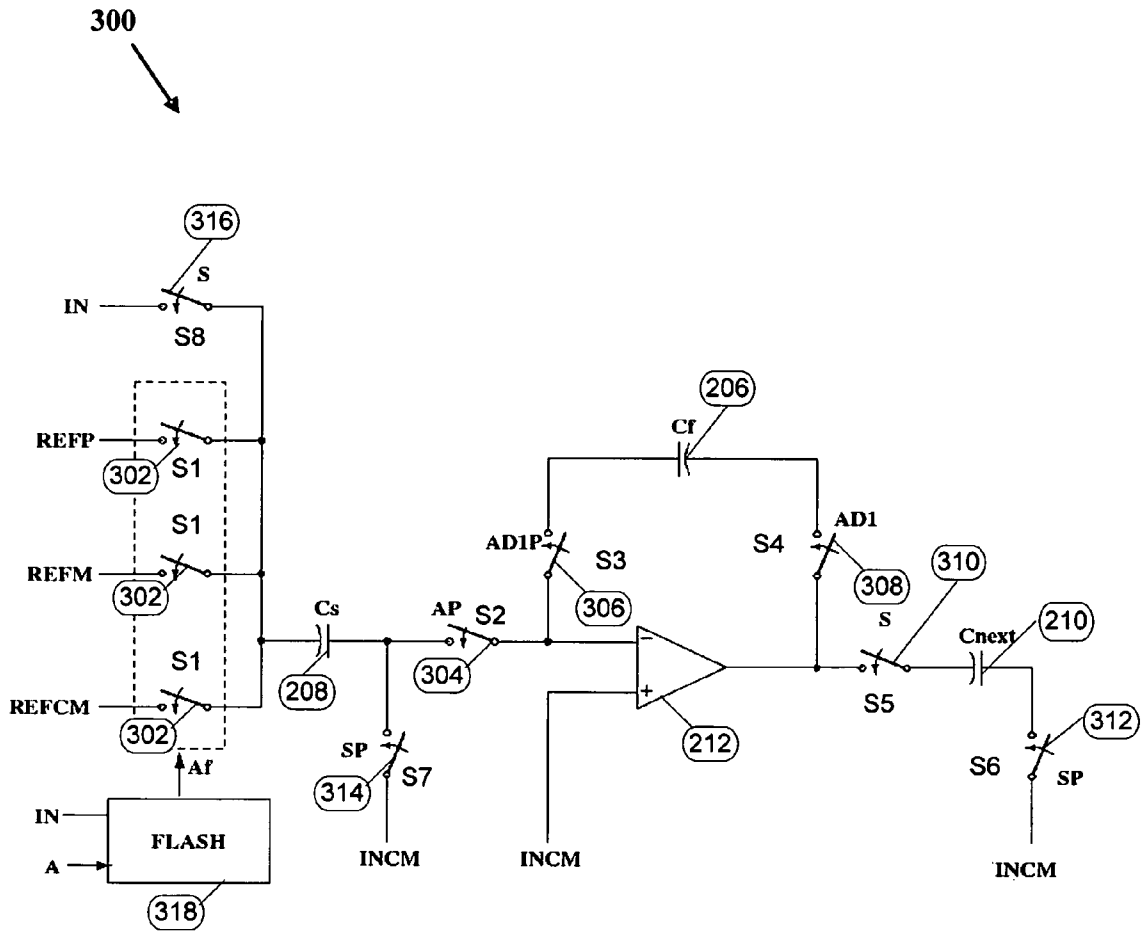 300
316
S
IN
S8
REFP
302
S1
S1
REFM
302
S1
REFCM
302
Af
IN
FLASH
A
318
Cs
208
AP
S2
304
SP
S7
314
INCM
206
Cf
AD1P
S3
306
S4
AD1
308
212
INCM
310
S
S5
Cnext
210
S6
312
SP
INCM